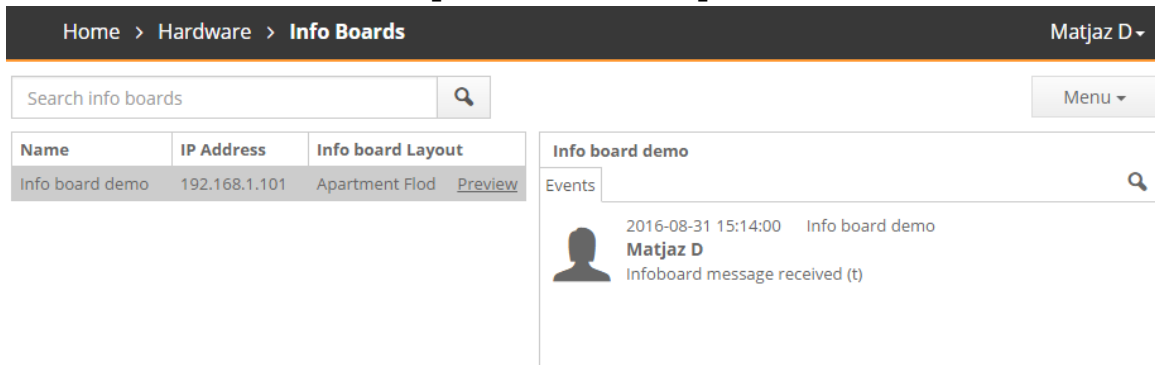 Home > Hardware > Info Boards
Matjaz D
Search info boards
Menu
Name IP Address Info board Layout
Info board demo 192.168.1.101 Apartment Flod Preview
Info board demo
Events
2016-08-31 15:14:00 Info board demo
Matjaz D
Infoboard message received (t)